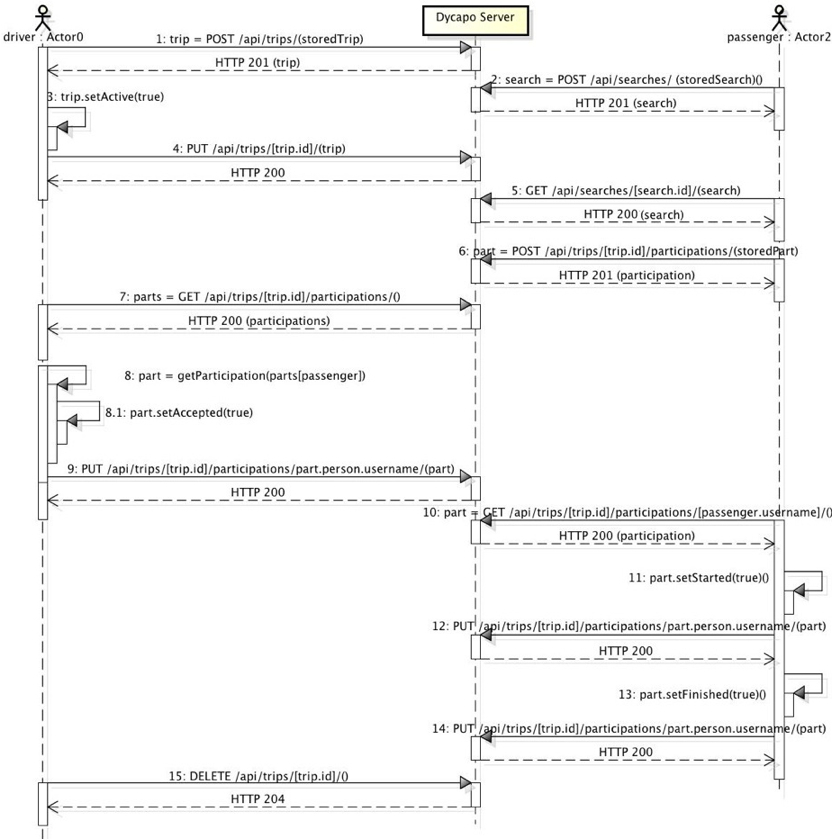 Dycapo Server
driver : Actor0
passenger : Actor2
1: trip = POST /api/trips/(storedTrip)
HTTP 201 (trip)
2: search = POST /api/searches/ (storedSearch)()
HTTP 201 (search)
3: trip.setActive(true)
4: PUT /api/trips/[trip.id]/(trip)
HTTP 200
5: GET /api/searches/[search.id]/(search)
HTTP 200 (search)
6: part = POST /api/trips/[trip.id]/participations/(storedPart)
HTTP 201 (participation)
7: parts = GET /api/trips/[trip.id]/participations/()
HTTP 200 (participations)
8: part = getParticipation(parts[passenger])
8.1: part.setAccepted(true)
9: PUT /api/trips/[trip.id]/participations/part.person.username/(part)
HTTP 200
10: part = GET /api/trips/[trip.id]/participations/[passenger.username]/()
HTTP 200 (participation)
11: part.setStarted(true)()
12: PUT /api/trips/[trip.id]/participations/part.person.username/(part)
HTTP 200
13: part.setFinished(true)()
14: PUT /api/trips/[trip.id]/participations/part.person.username/(part)
HTTP 200
15: DELETE /api/trips/[trip.id]/()
HTTP 204